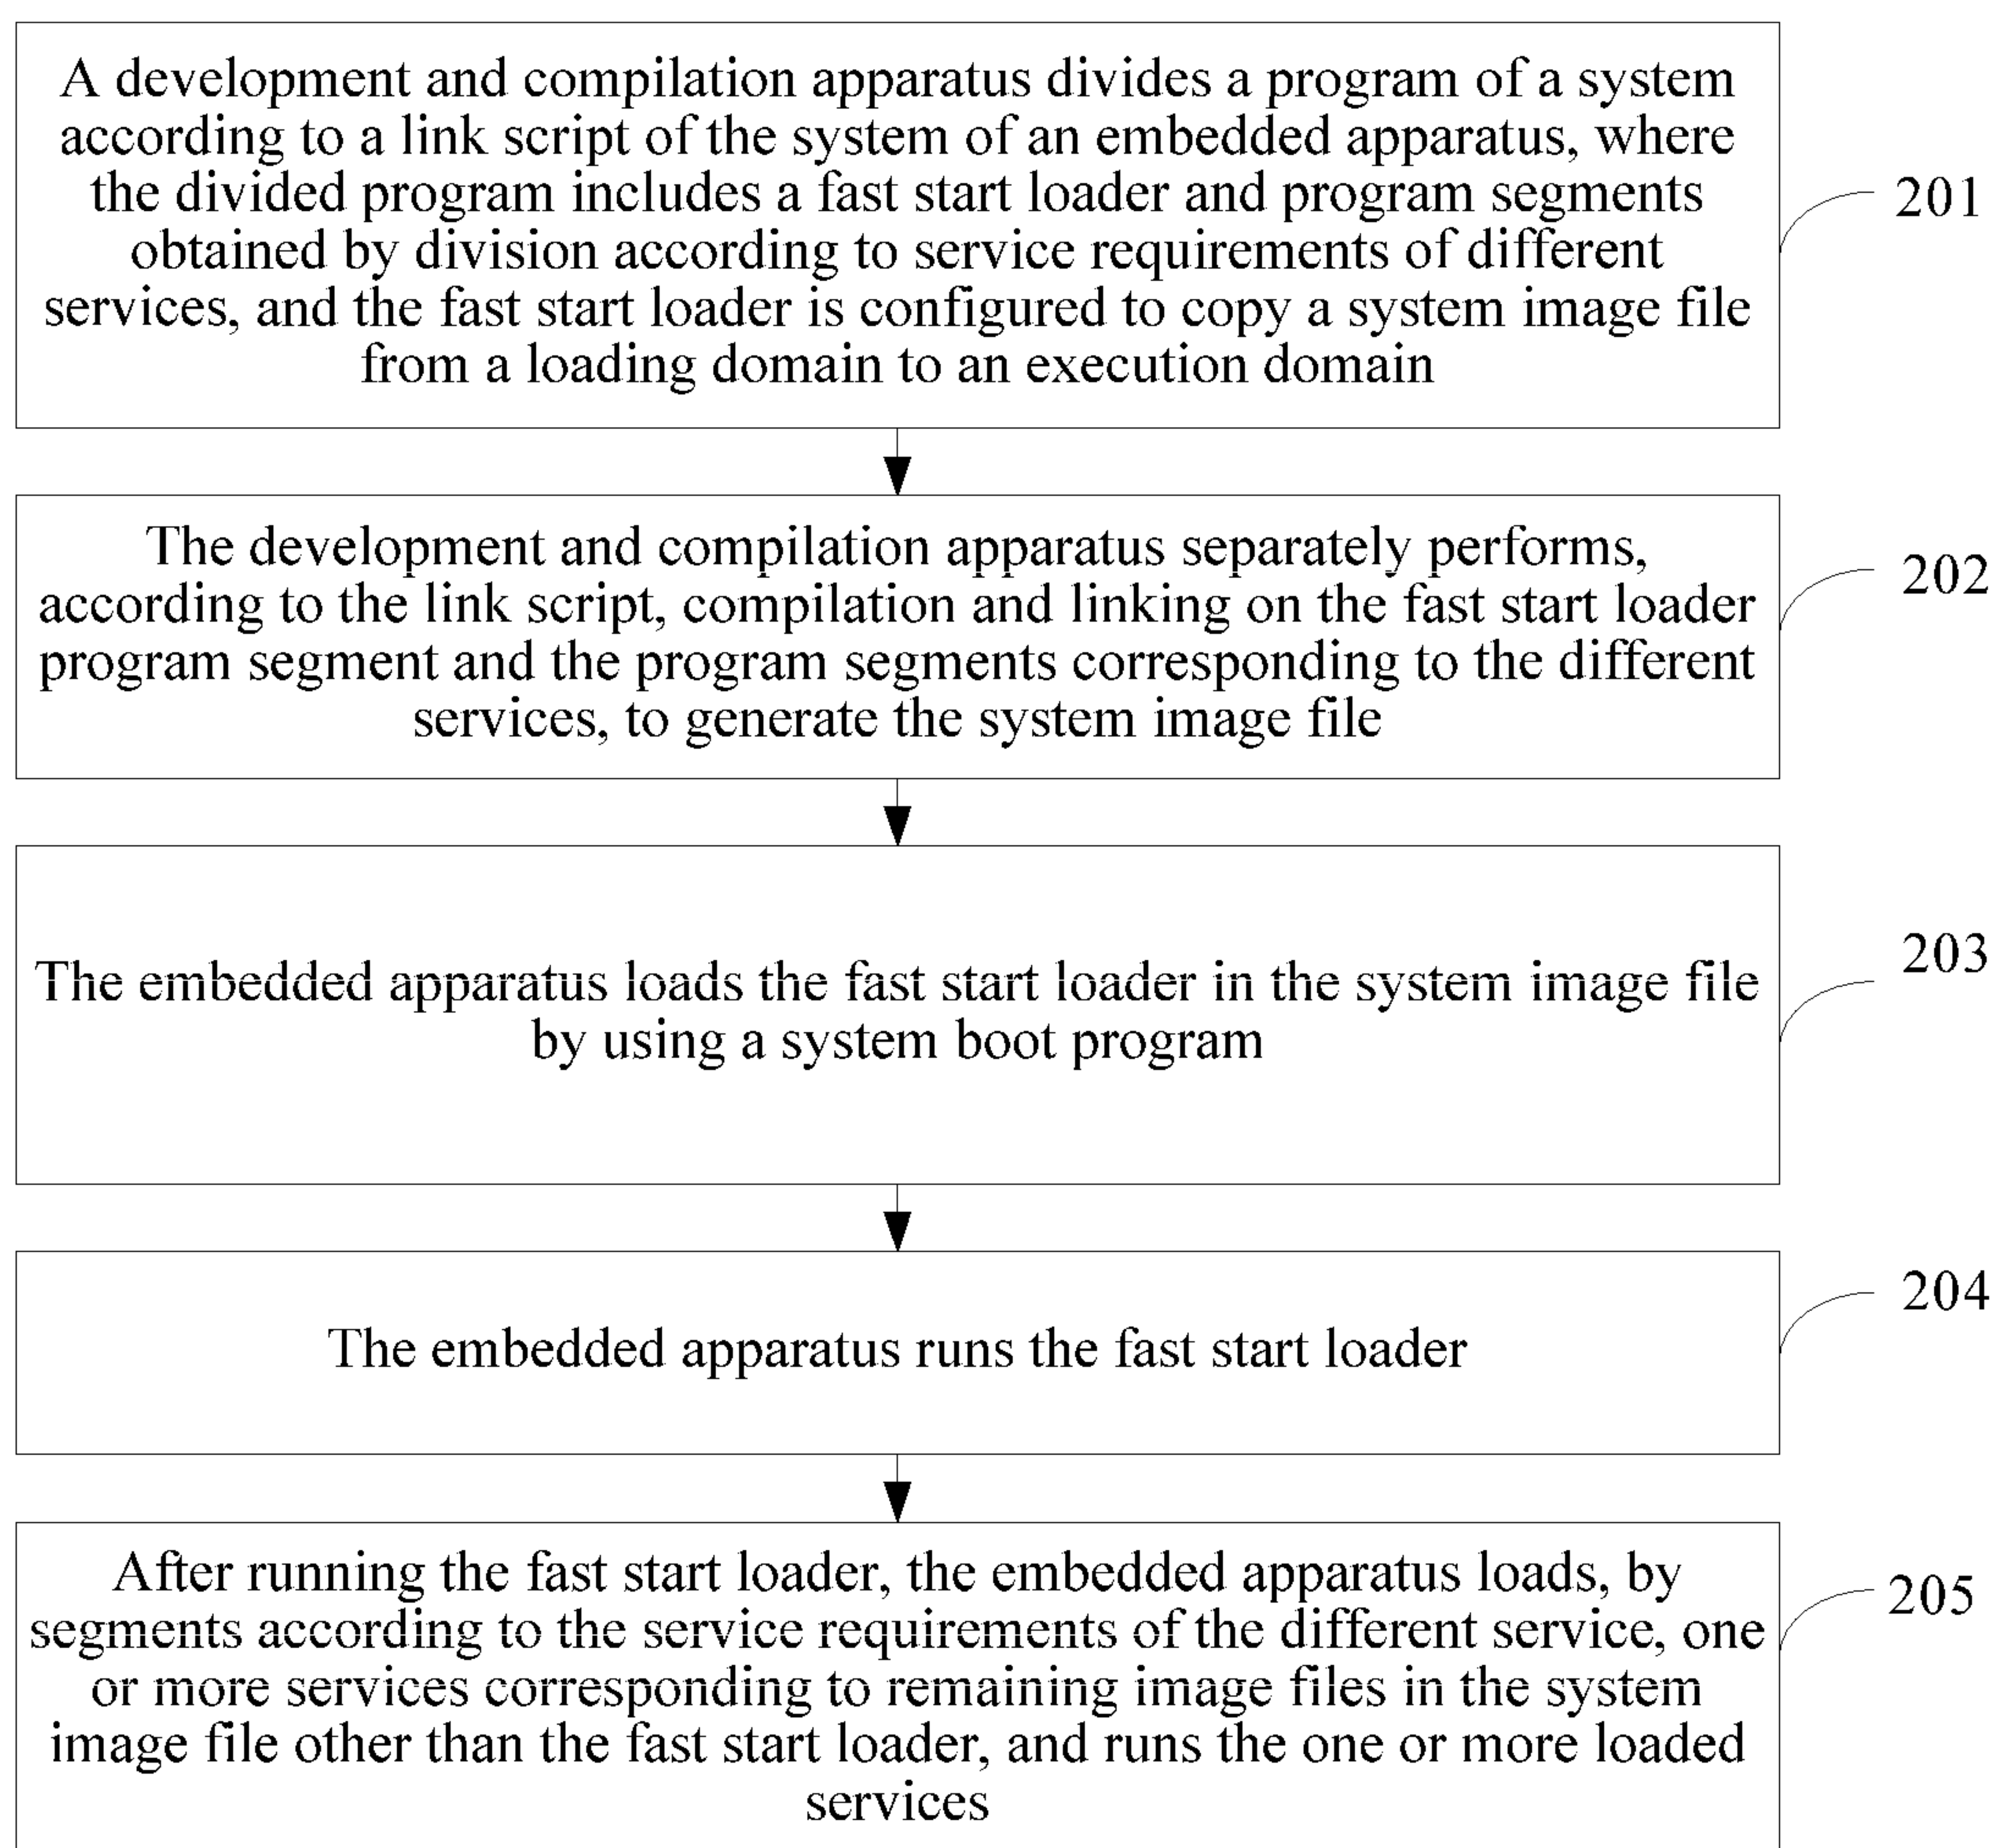 A development and compilation apparatus divides a program of a system
according to a link script of the system of an embedded apparatus, where
the divided program includes a fast start loader and program segments
obtained by division according to service requirements of different
services, and the fast start loader is configured to copy a system image file
from a loading domain to an execution domain
201
The development and compilation apparatus separately performs,
according to the link script, compilation and linking on the fast start loader
program segment and the program segments corresponding to the different
services, to generate the system image file
202
The embedded apparatus loads the fast start loader in the system image file
by using a system boot program
203
The embedded apparatus runs the fast start loader
204
After running the fast start loader, the embedded apparatus loads, by
segments according to the service requirements of the different service, one
or more services corresponding to remaining image files in the system
image file other than the fast start loader, and runs the one or more loaded
services
205